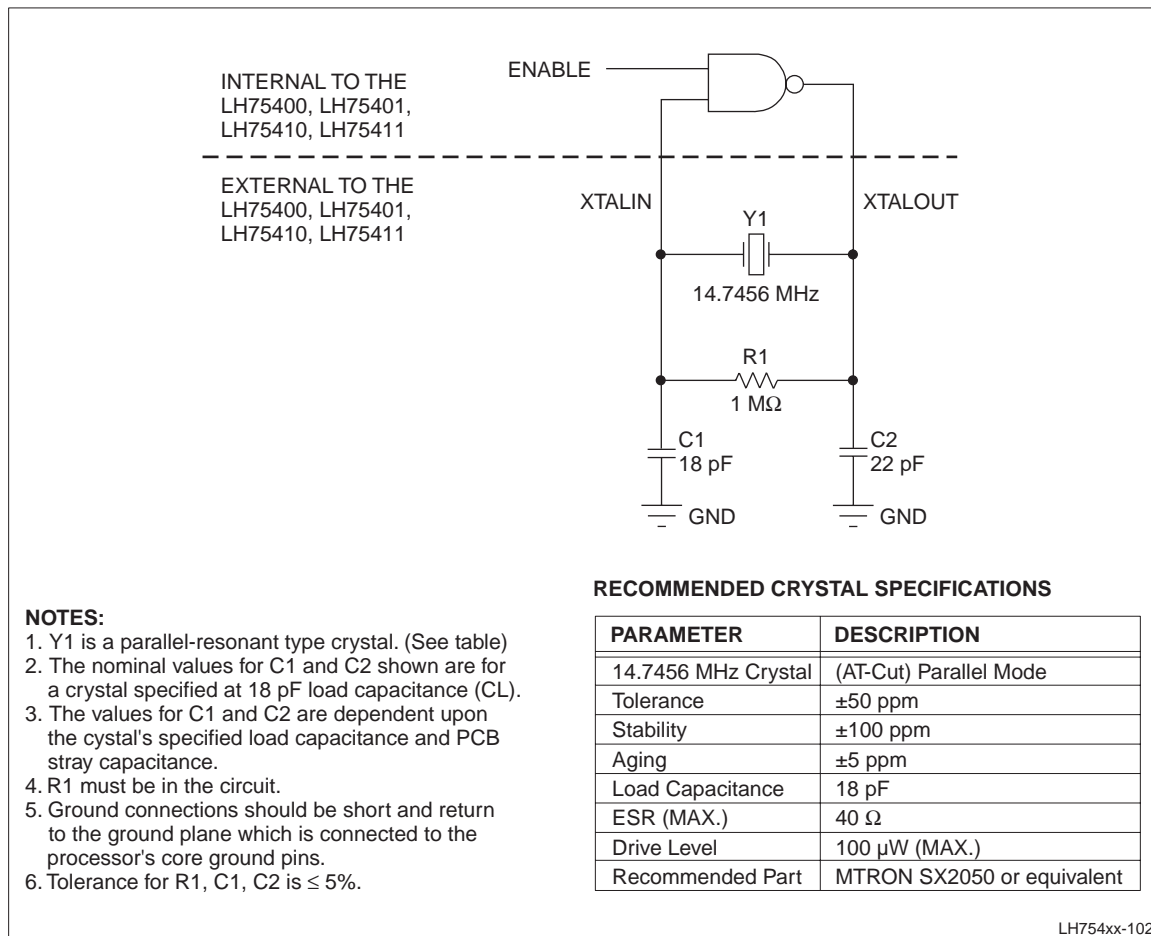 INTERNAL TO THE
LH75400, LH75401,
LH75410, LH75411
ENABLE
EXTERNAL TO THE
LH75400, LH75401,
LH75410, LH75411
XTALIN
XTALOUT
Y1
14.7456 MHz
R1
1 MΩ
C1
18 pF
C2
22 pF
GND
GND
NOTES:
1. Y1 is a parallel-resonant type crystal. (See table)
2. The nominal values for C1 and C2 shown are for
a crystal specified at 18 pF load capacitance (CL).
3. The values for C1 and C2 are dependent upon
the cystal's specified load capacitance and PCB
stray capacitance.
4. R1 must be in the circuit.
5. Ground connections should be short and return
to the ground plane which is connected to the
processor's core ground pins.
6. Tolerance for R1, C1, C2 is ≤ 5%.
RECOMMENDED CRYSTAL SPECIFICATIONS
PARAMETER DESCRIPTION
14.7456 MHz Crystal (AT-Cut) Parallel Mode
Tolerance ±50 ppm
Stability ±100 ppm
Aging ±5 ppm
Load Capacitance 18 pF
ESR (MAX.) 40 Ω
Drive Level 100 µW (MAX.)
Recommended Part MTRON SX2050 or equivalent
LH754xx-102